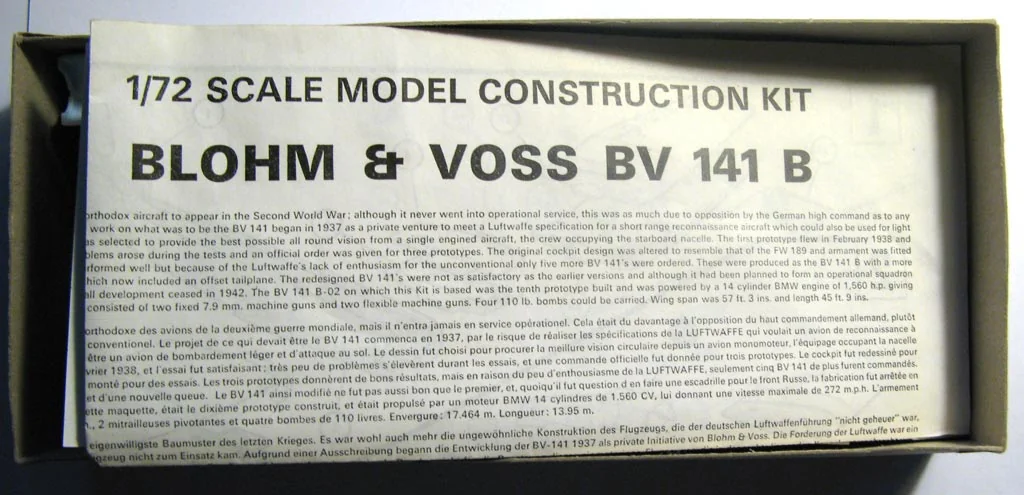 1/72 SCALE MODEL CONSTRUCTION KIT
BLOHM & VOSS BV 141 B
orthodox aircraft to appear in the Second World War; although it never went into operational service, this was as much due to opposition by the German high command as to any
work on what was to be the BV 141 began in 1937 as a private venture to meet a Luftwaffe specification for a short range reconnaissance aircraft which could also be used for light
as selected to provide the best possible all round vision from a single engined aircraft, the crew occupying the starboard nacelle. The first prototype flew in February 1938 and
blems arose during the tests and an official order was given for three prototypes. The original cockpit design was altered to resemble that of the FW 189 and armament was fitted
rformed well but because of the Luftwaffe's lack of enthusiasm for the unconventional only five more BV 141's were ordered. These were produced as the BV 141 B with a more
hich now included an offset tailplane. The redesigned BV 141's were not as satisfactory as the earlier versions and although it had been planned to form an operational squadron
all development ceased in 1942. The BV 141 B-02 on which this Kit is based was the tenth prototype built and was powered by a 14 cylinder BMW engine of 1,560 h.p. giving
consisted of two fixed 7.9 mm. machine guns and two flexible machine guns. Four 110 lb. bombs could be carried. Wing span was 57 ft. 3 ins. and length 45 ft. 9 ins.
orthodoxe des avions de la deuxième guerre mondiale, mais il n'entra jamais en service opérationel. Cela était du davantage à l'opposition du haut commandement allemand, plutôt
conventionel. Le projet de ce qui devait être le BV 141 commenca en 1937, par le risque de réaliser les spécifications de la LUFTWAFFE qui voulait un avion de reconnaissance à
être un avion de bombardement léger et d'attaque au sol. Le dessin fut choisi pour procurer la meillure vision circulaire depuis un avion monomoteur, l'équipage occupant la nacelle
vrier 1938, et l'essai fut satisfaisant; très peu de problèmes s'élevèrent durant les essais, et une commande officielle fut donnée pour trois prototypes. Le cockpit fut redessiné pour
monté pour des essais. Les trois prototypes donnèrent de bons résultats, mais en raison du peu d'enthousiasme de la LUFTWAFFE, seulement cinq BV 141 de plus furent commandés.
et d'une nouvelle queue. Le BV 141 ainsi modifié ne fut pas aussi bon que le premier, et, quoiqu'il fut question d en faire une escadrille pour le front Russe, la fabrication fut arrêtée en
ette maquette, était le dixième prototype construit, et était propulsé par un moteur BMW 14 cylindres de 1.560 CV, lui donnant une vitesse maximale de 272 m.p.h. L'armement
., 2 mitrailleuses pivotantes et quatre bombes de 110 livres. Envergure: 17.464 m. Longueur: 13.95 m.
eigenwilligste Baumuster des letzten Krieges. Es war wohl auch mehr die ungewöhnliche Konstruktion des Flugzeugs, die der deutschen Luftwaffenführung "nicht geheuer" war,
gzeug nicht zum Einsatz kam. Aufgrund einer Ausschreibung begann die Entwicklung der BV-141 1937 als private Initiative von Blohm & Voss. Die Forderung der Luftwaffe war ein